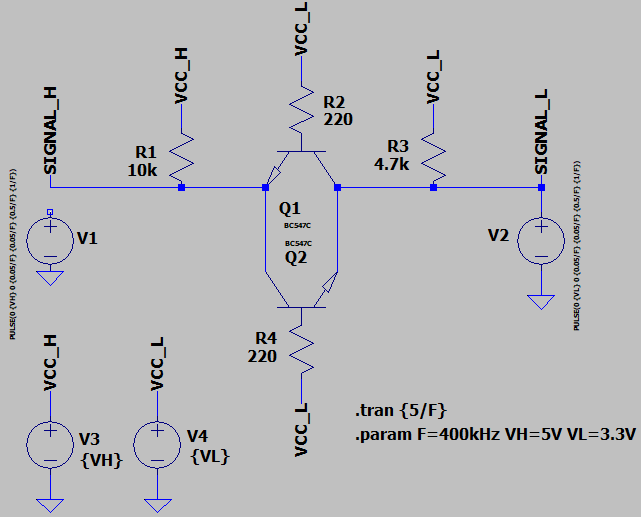 VCC_L
VCC_H
VCC_L
SIGNAL_H
SIGNAL_L
R2
220
R1
10k
R3
4.7k
Q1
BC547C
BC547C
Q2
V1
PULSE(0 {VH} 0 {0.05/F} {0.05/F} {0.5/F} {1/F})
V2
PULSE(0 {VL} 0 {0.05/F} {0.05/F} {0.5/F} {1/F})
R4
220
VCC_H
VCC_L
VCC_L
V3
{VH}
V4
{VL}
.tran {5/F}
.param F=400kHz VH=5V VL=3.3V